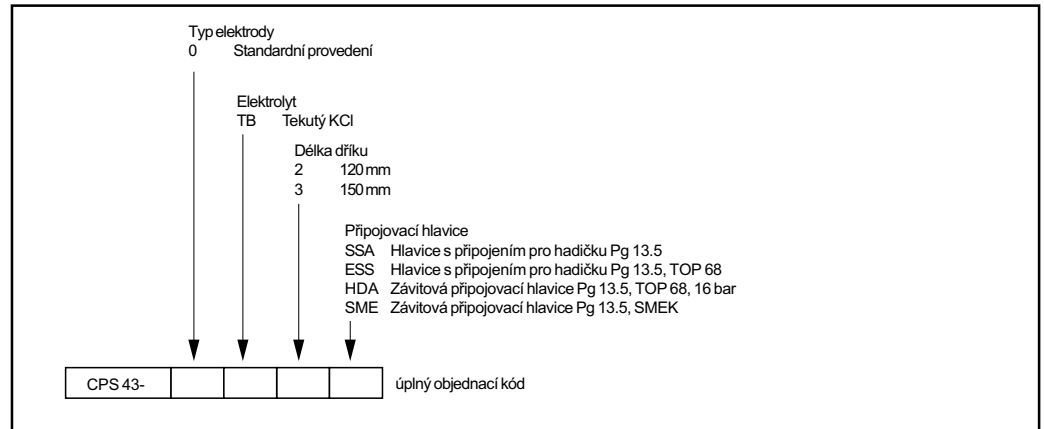 Typ elektrody
0 Standardní provedení
Elektrolyt
TB Tekutý KCl
Délka dříku
2 120 mm
3 150 mm
Připojovací hlavice
SSA Hlavice s připojením pro hadičku Pg 13.5
ESS Hlavice s připojením pro hadičku Pg 13.5, TOP 68
HDA Závitová připojovací hlavice Pg 13.5, TOP 68, 16 bar
SME Závitová připojovací hlavice Pg 13.5, SMEK
CPS 43- úplný objednací kód